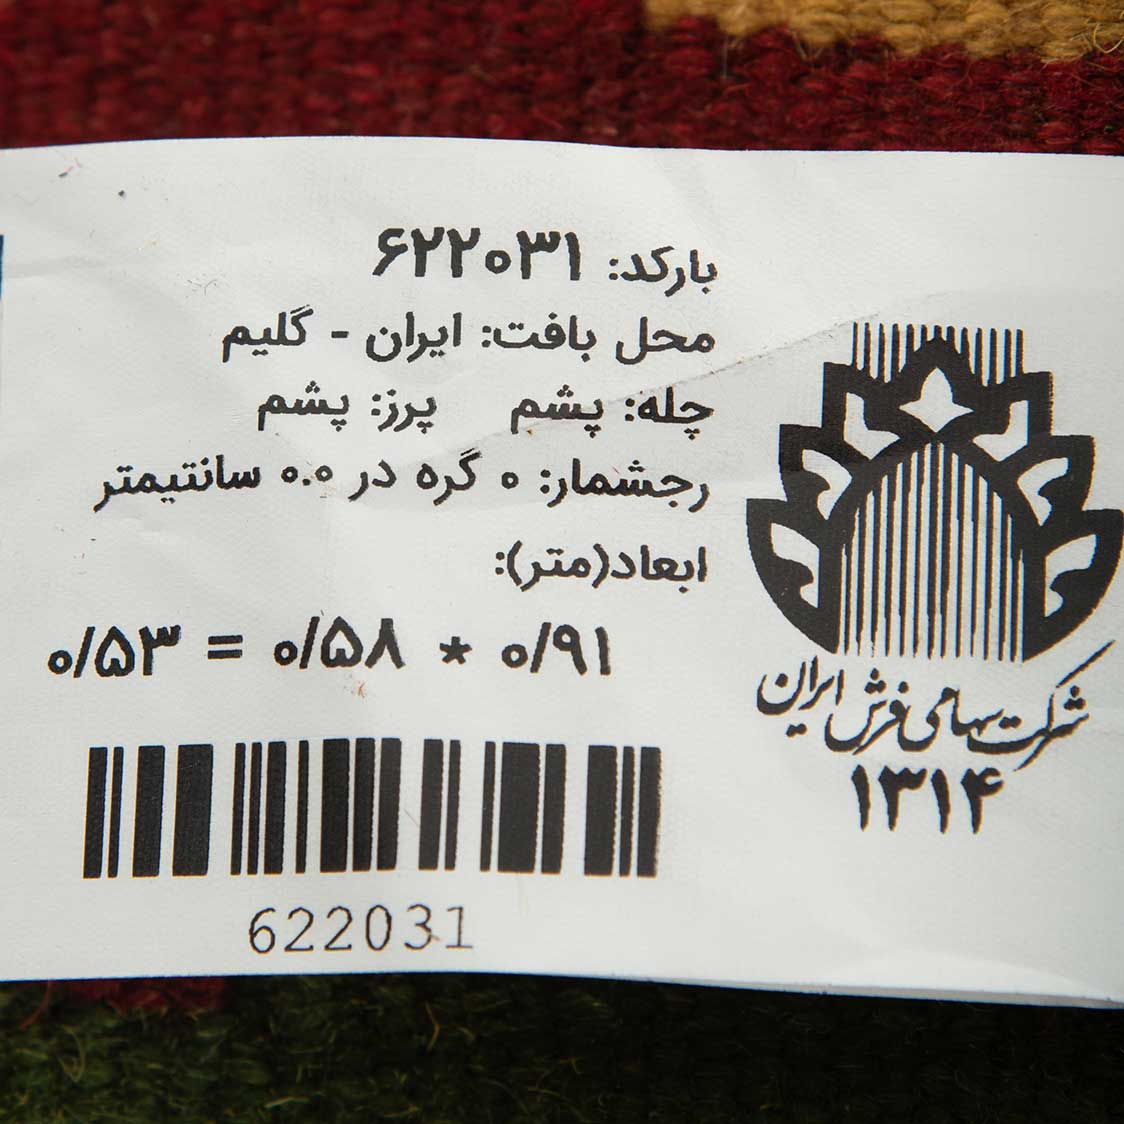 بارکد: ۶۲۲۰۳۱
محل بافت: ایران - گلیم
چله: پشم پرز: پشم
رجشمار: ۰ گره در ۰.۰ سانتیمتر
ابعاد(متر):
۰/۹۱ * ۰/۵۸ = ۰/۵۳
622031
شرکت سهامی فرش ایران
۱۳۱۴